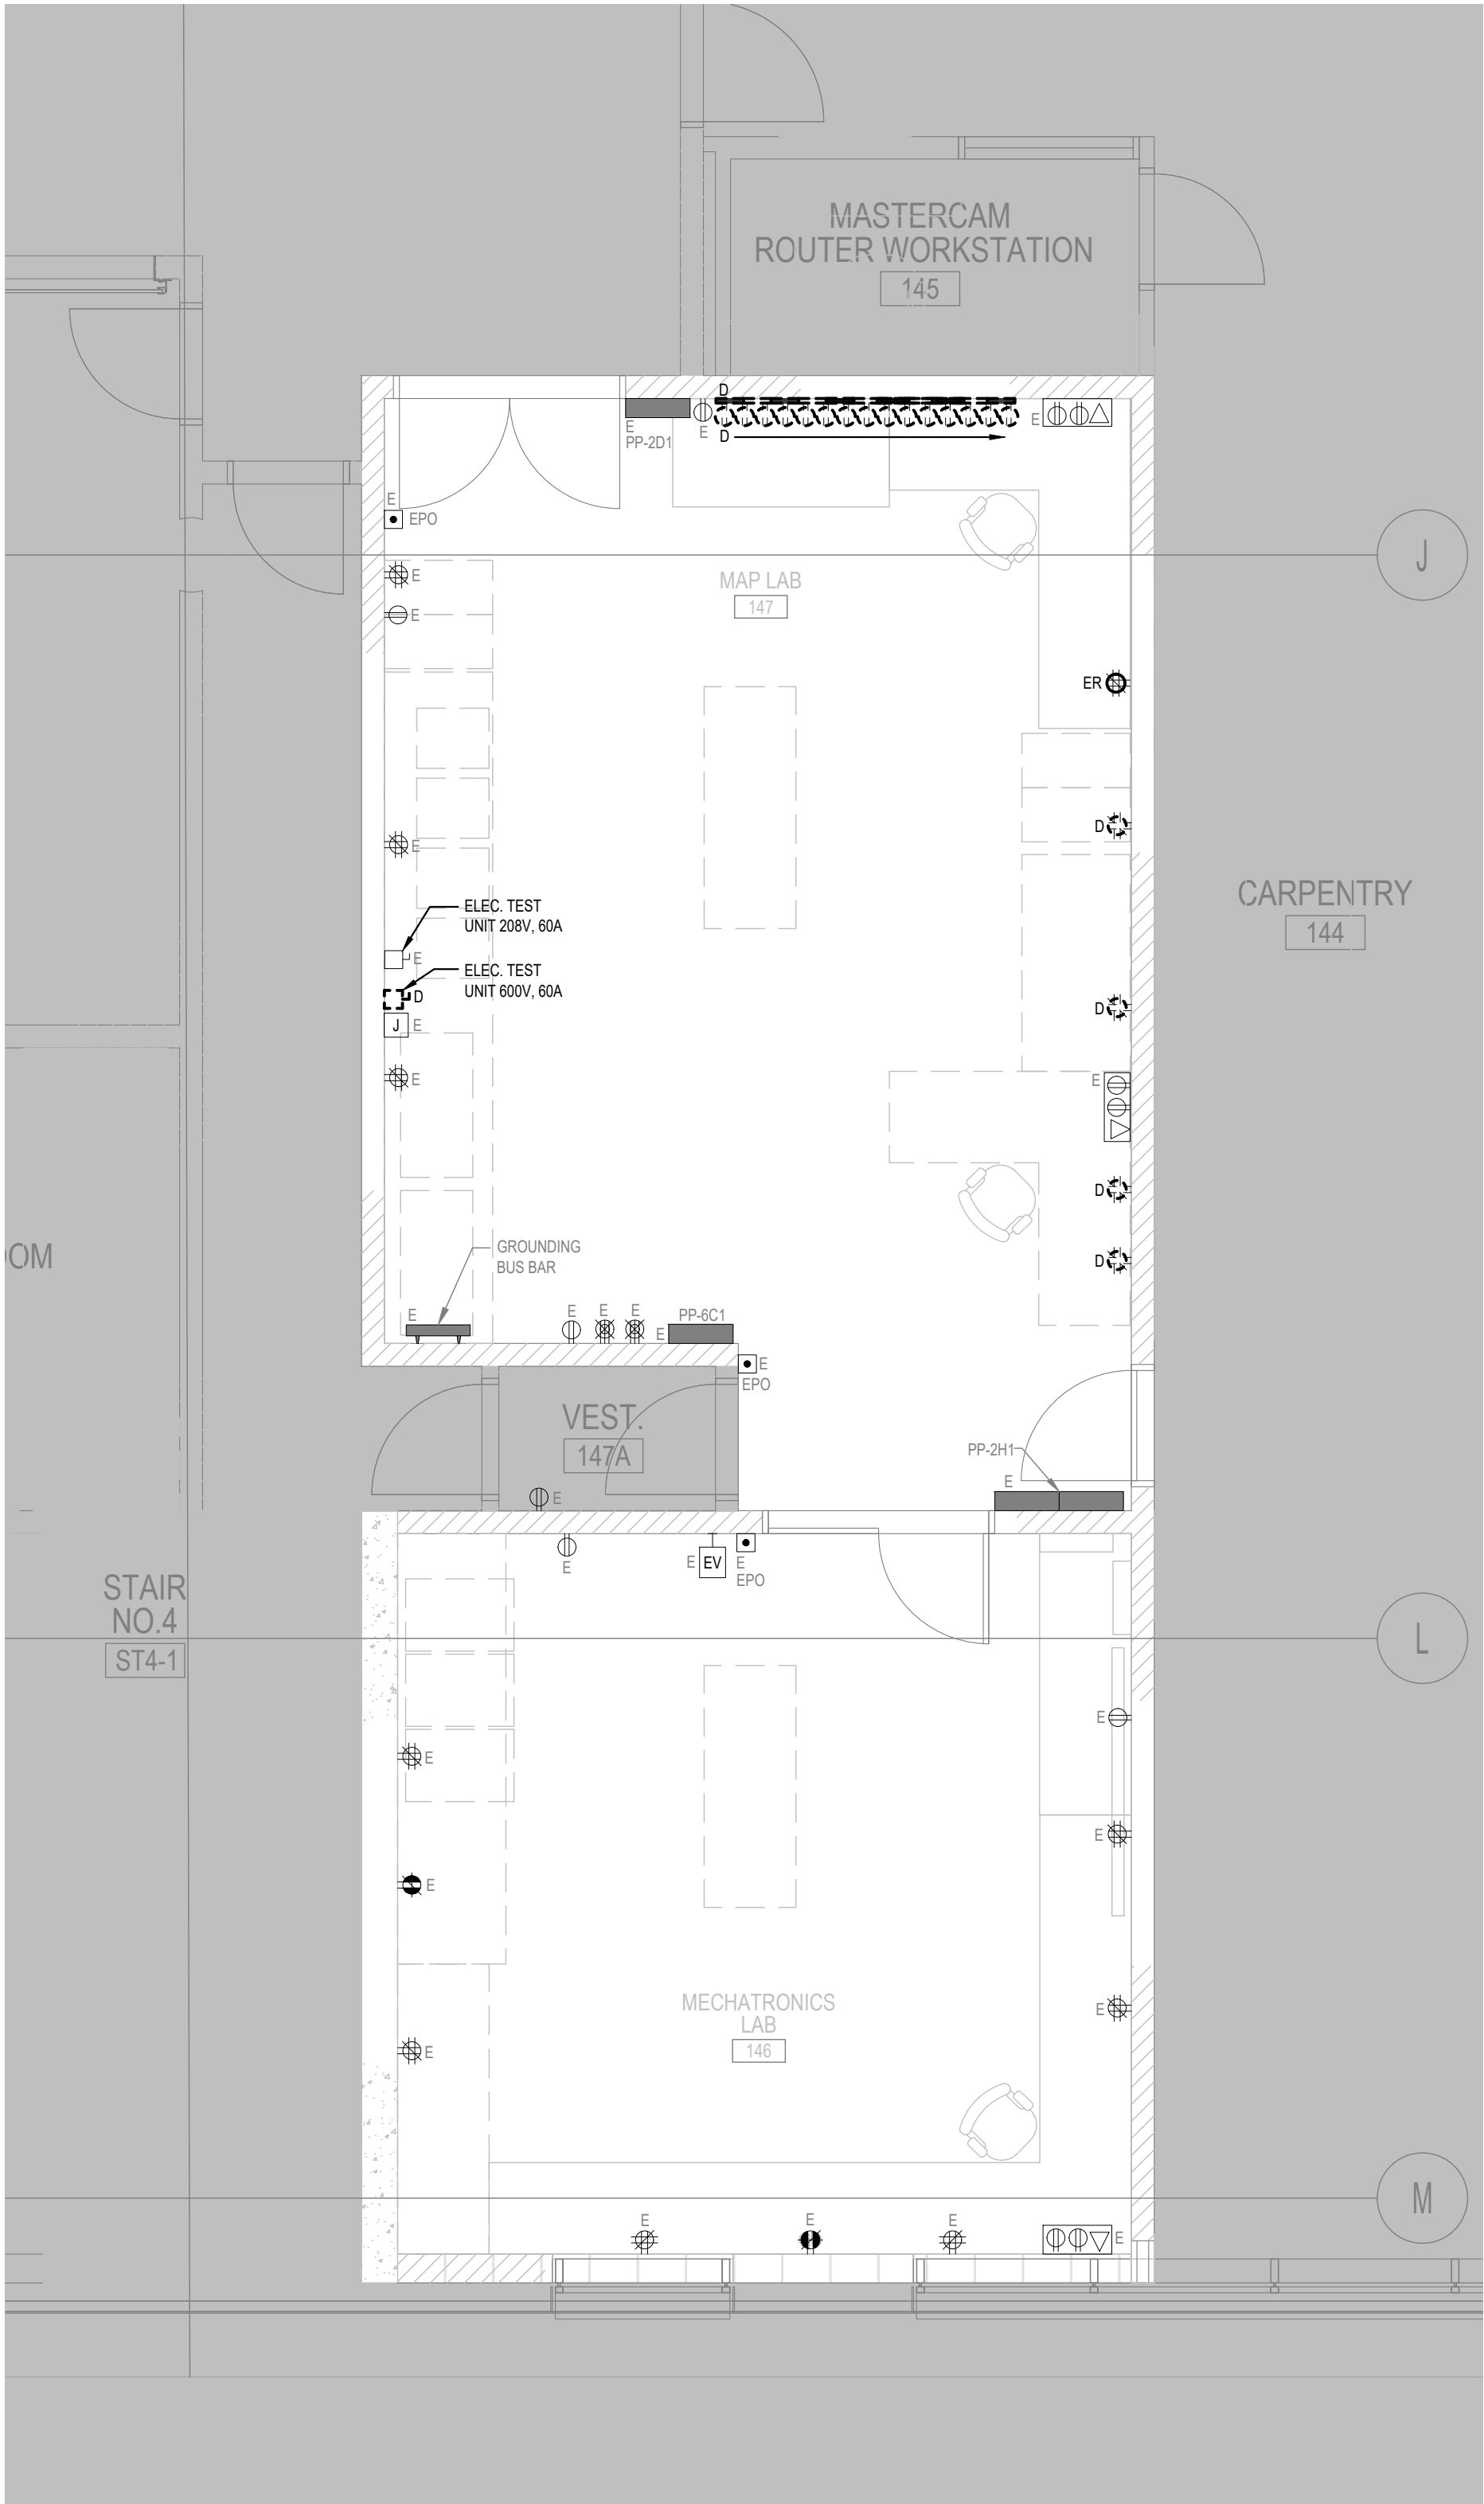 MASTERCAM
ROUTER WORKSTATION
145
D
E
PP-2D1
E
D
E
E
EPO
J
E
MAP LAB
147
E
ER
D
E
CARPENTRY
144
ELEC. TEST
UNIT 208V, 60A
E
ELEC. TEST
UNIT 600V, 60A
D
D
J
E
E
E
D
OM
GROUNDING
BUS BAR
D
E
E
E
E
PP-6C1
E
E
EPO
VEST.
147A
PP-2H1
E
E
E
E
EV
E
EPO
STAIR
NO.4
ST4-1
L
E
E
E
E
MECHATRONICS
LAB
146
E
E
M
E
E
E
E